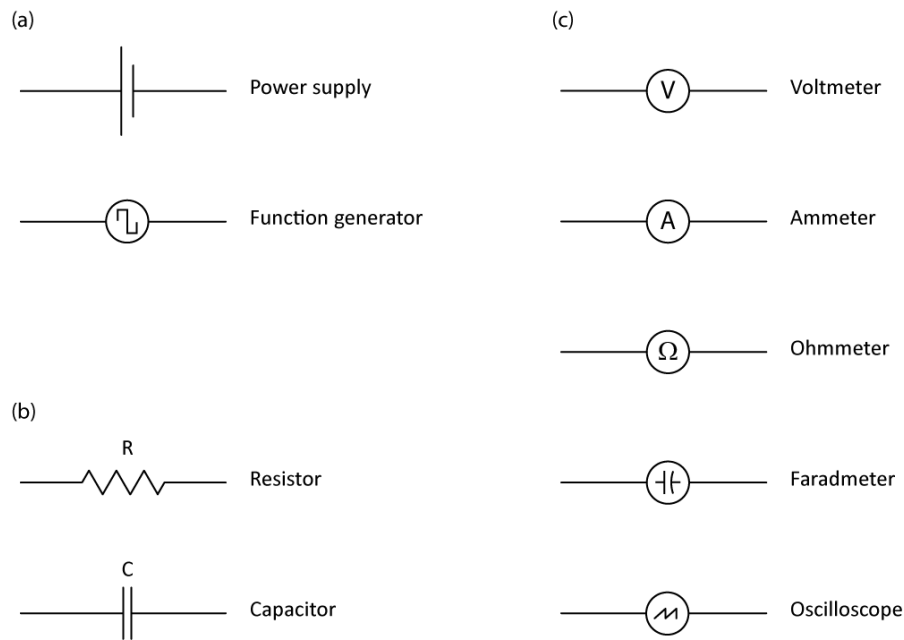 (a)
Power supply
Function generator
(b)
R
Resistor
C
Capacitor
(c)
V
Voltmeter
A
Ammeter
Ω
Ohmmeter
Faradmeter
Oscilloscope